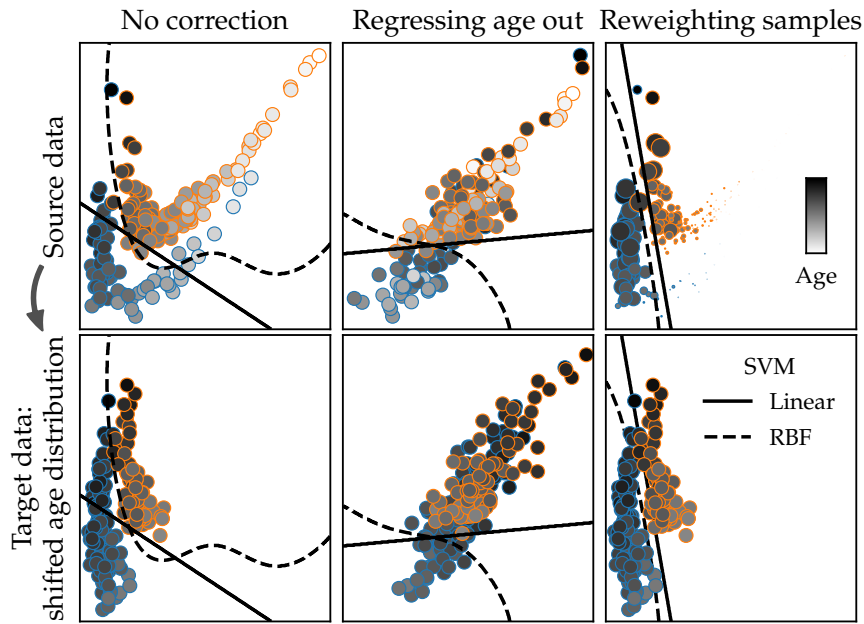 No correction
Regressing age out
Reweighting samples
Source data
Age
Target data:
shifted age distribution
SVM
Linear
RBF